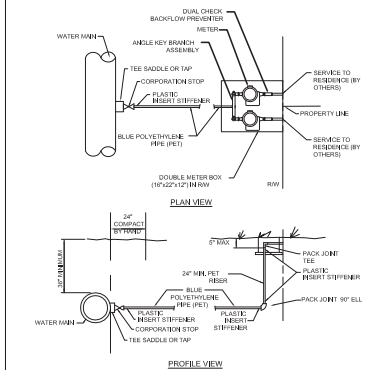 DUAL CHECK
BACKFLOW PREVENTER
METER
WATER MAIN
ANGLE KEY BRANCH
ASSEMBLY
TEE SADDLE OR TAP
CORPORATION STOP
PLASTIC
INSERT STIFFENER
SERVICE TO
RESIDENCE (BY
OTHERS)
PROPERTY LINE
BLUE POLYETHYLENE
PIPE (PET)
SERVICE TO
RESIDENCE (BY
OTHERS)
DOUBLE METER BOX
(16"x22"x12") IN R/W
R/W
PLAN VIEW
24"
COMPACT
BY HAND
5" MAX
36" MINIMUM
PACK JOINT
TEE
PLASTIC
INSERT STIFFENER
24" MIN. PET
RISER
BLUE
POLYETHYLENE
PIPE (PET)
PACK JOINT 90° ELL
WATER MAIN
PLASTIC
INSERT STIFFENER
PLASTIC
INSERT
STIFFENER
CORPORATION STOP
TEE SADDLE OR TAP
PROFILE VIEW